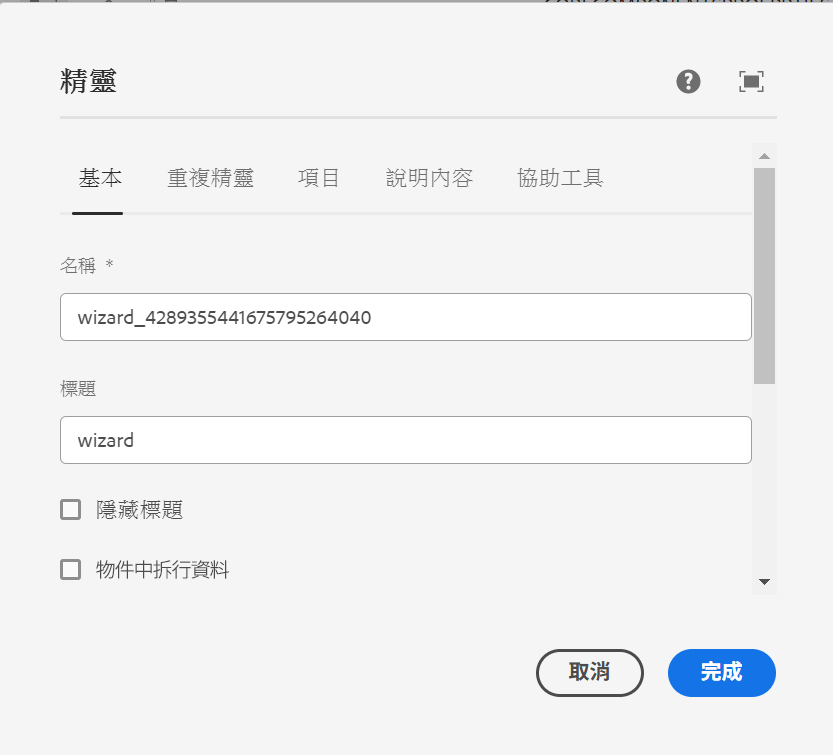 精靈
基本 重複精靈 項目 說明內容 協助工具
名稱 *
wizard_4289355441675795264040
標題
wizard
隱藏標題
物件中拆行資料
取消 完成